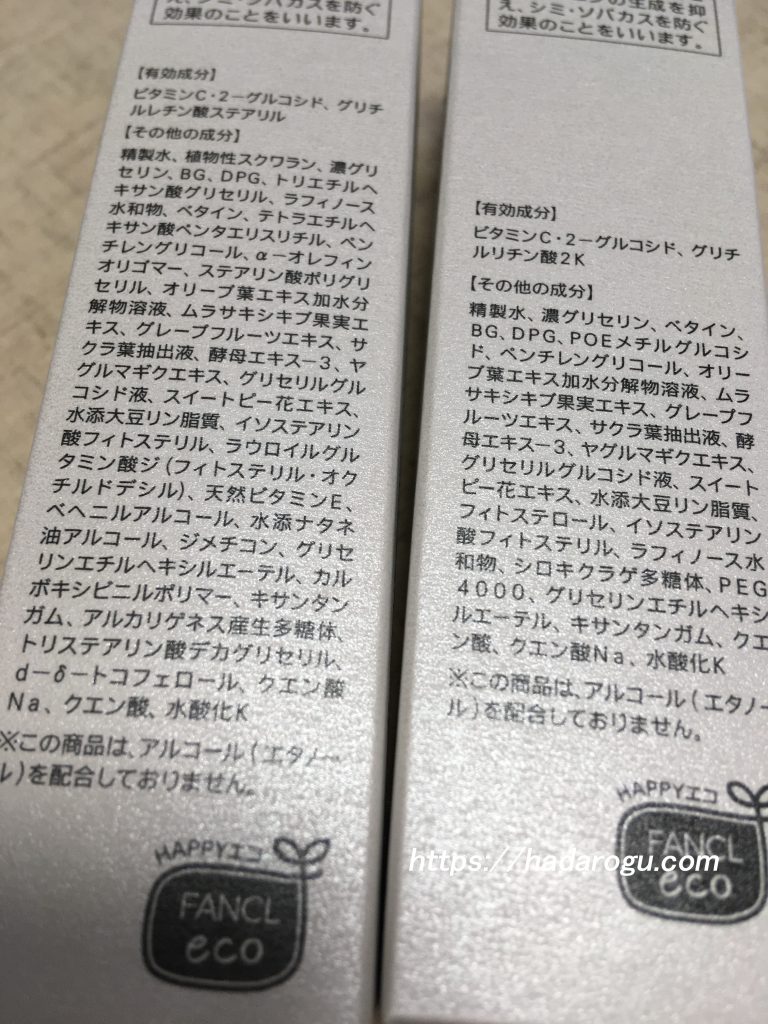 え、シミ・ソバカスを防ぐ
効果のことをいいます。
【有効成分】
ビタミンC・2ーグルコシド、グリチ
ルレチン酸ステアリル
【その他の成分】
精製水、植物性スクワラン、濃グリ
セリン、BG、DPG、トリエチルヘ
キサン酸グリセリル、ラフィノース
水和物、ベタイン、テトラエチルヘ
キサン酸ペンタエリスリチル、ペン
チレングリコール、αーオレフィン
オリゴマー、ステアリン酸ポリグリ
セリル、オリーブ葉エキス加水分
解物溶液、ムラサキシキブ果実エ
キス、グレープフルーツエキス、サ
クラ葉抽出液、酵母エキスー3、ヤ
グルマギクエキス、グリセリルグル
コシド液、スイートピー花エキス、
水添大豆リン脂質、イソステアリン
酸フィトステリル、ラウロイルグル
タミン酸ジ(フィトステリル・オク
チルドデシル)、天然ビタミンE、
ベヘニルアルコール、水添ナタネ
油アルコール、ジメチコン、グリセ
リンエチルヘキシルエーテル、カル
ボキシビニルポリマー、キサンタン
ガム、アルカリゲネス産生多糖体、
トリステアリン酸デカグリセリル、
dーδートコフェロール、クエン酸
Na、クエン酸、水酸化K
※この商品は、アルコール(エタノー
ル)を配合しておりません。
HAPPYエコ
FANCL
eco
の生成を抑
え、シミ・ソバカスを防ぐ
効果のことをいいます。
【有効成分】
ビタミンC・2ーグルコシド、グリチ
ルリチン酸2K
【その他の成分】
精製水、濃グリセリン、ベタイン、
BG、DPG、POEメチルグルコシ
ド、ペンチレングリコール、オリー
ブ葉エキス加水分解物溶液、ムラ
サキシキブ果実エキス、グレープフ
ルーツエキス、サクラ葉抽出液、酵
母エキスー3、ヤグルマギクエキス、
グリセリルグルコシド液、スイート
ピー花エキス、水添大豆リン脂質、
フィトステロール、イソステアリン
酸フィトステリル、ラフィノース水
和物、シロキクラゲ多糖体、PEG
4000、グリセリンエチルヘキシ
ルエーテル、キサンタンガム、クエ
ン酸、クエン酸Na、水酸化K
※この商品は、アルコール(エタノー
ル)を配合しておりません。
HAPPYエコ
FANCL
eco
https://hadarogu.com